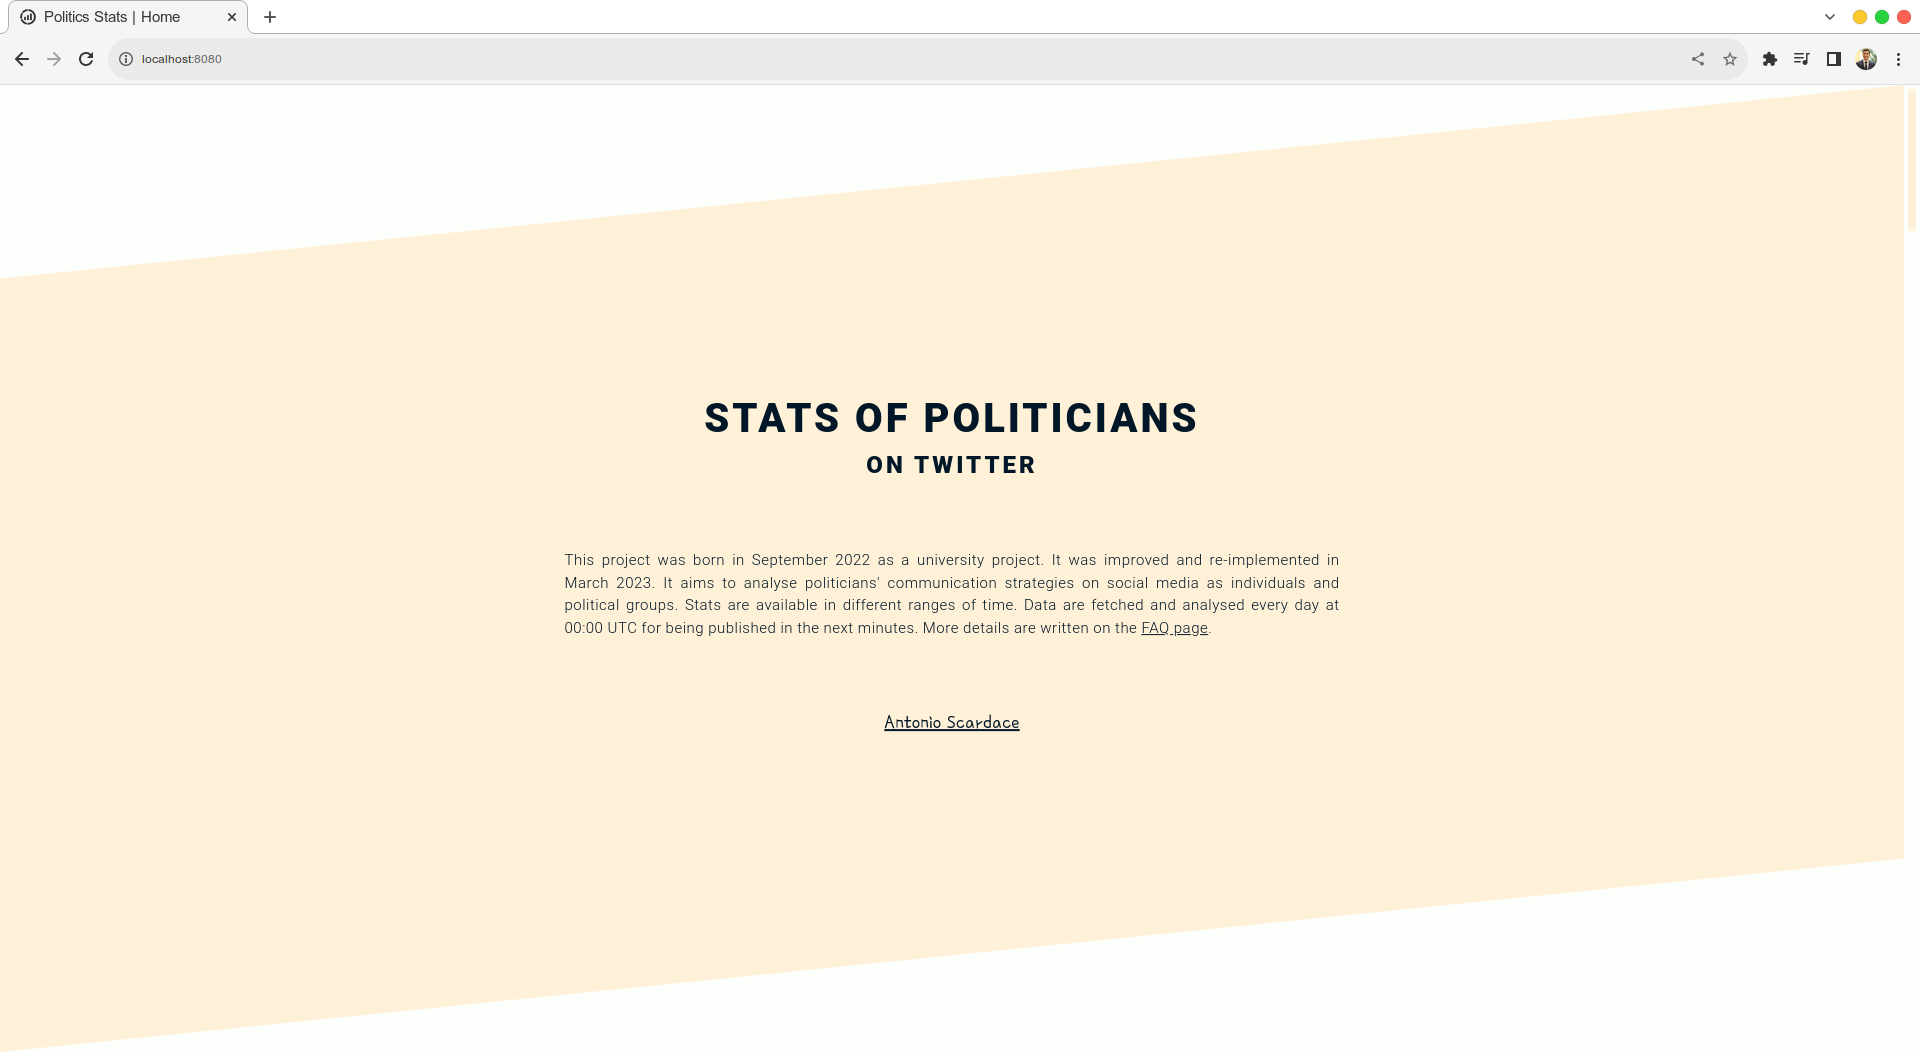 Politics Stats | Home
localhost:8080
STATS OF POLITICIANS
ON TWITTER
This project was born in September 2022 as a university project. It was improved and re-implemented in
March 2023. It aims to analyse politicians' communication strategies on social media as individuals and
political groups. Stats are available in different ranges of time. Data are fetched and analysed every day at
00:00 UTC for being published in the next minutes. More details are written on the FAQ page.
Antonio Scardace